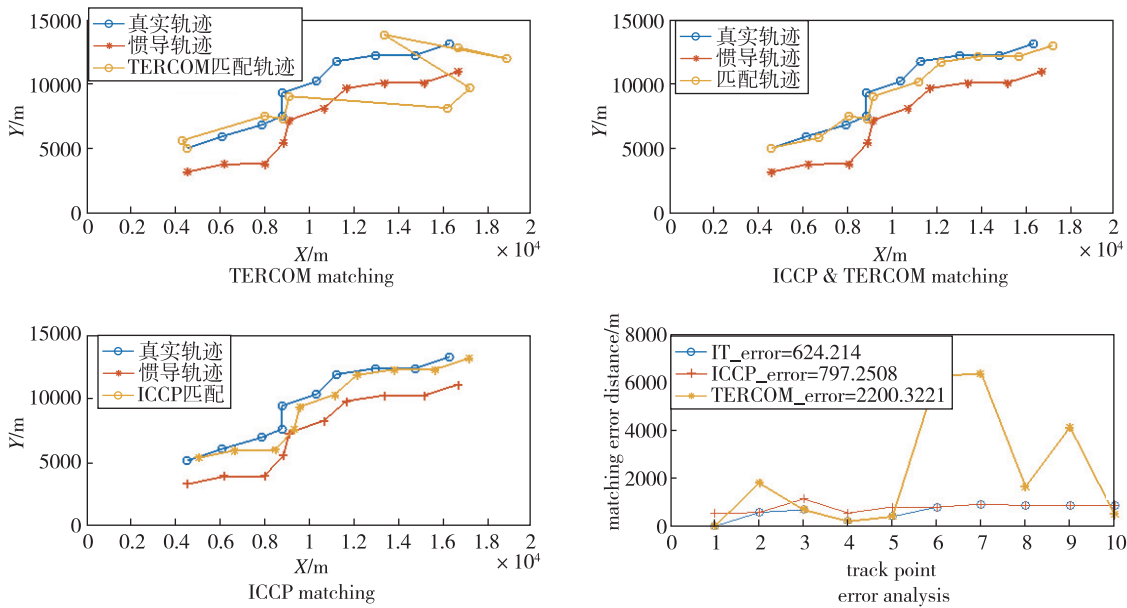 15000
10000
5000
0
Y/m
真实轨迹
惯导轨迹
TERCOM匹配轨迹
0 0.2 0.4 0.6 0.8 1 1.2 1.4 1.6 1.8 2
× 10⁴
X/m
TERCOM matching
15000
10000
5000
0
Y/m
真实轨迹
惯导轨迹
匹配轨迹
0 0.2 0.4 0.6 0.8 1 1.2 1.4 1.6 1.8 2
× 10⁴
X/m
ICCP & TERCOM matching
15000
10000
5000
0
Y/m
真实轨迹
惯导轨迹
ICCP匹配
0 0.2 0.4 0.6 0.8 1 1.2 1.4 1.6 1.8 2
× 10⁴
X/m
ICCP matching
8000
6000
4000
2000
0
matching error distance/m
IT_error=624.214
ICCP_error=797.2508
TERCOM_error=2200.3221
0 1 2 3 4 5 6 7 8 9 10
track point
error analysis